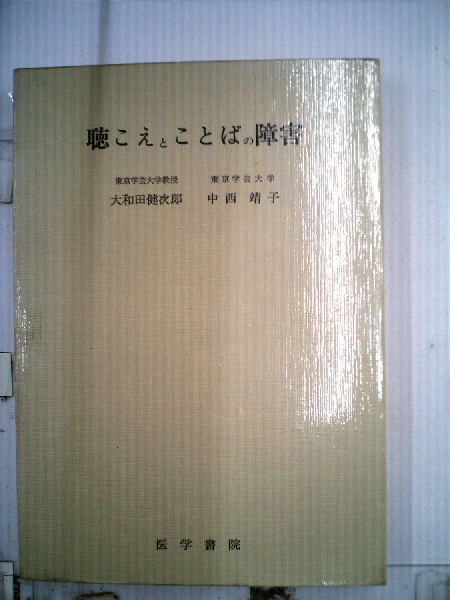 聴こえとことばの障害
東京学芸大学教授 東京学芸大学
大和田健次郎 中西靖子
医学書院